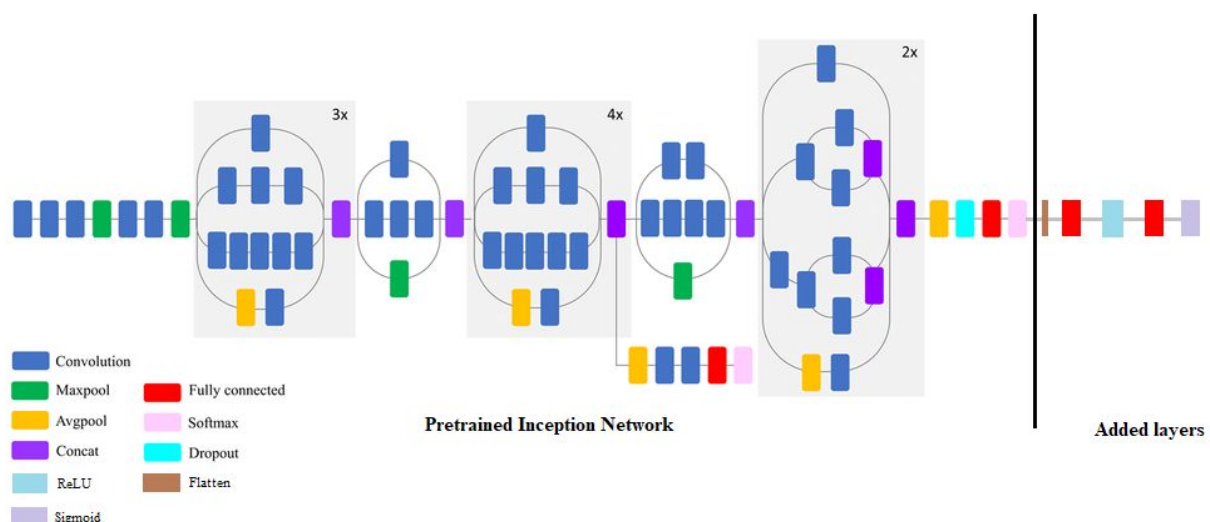 3x
4x
2x
Convolution
Maxpool
Avgpool
Concat
ReLU
Sigmoid
Fully connected
Softmax
Dropout
Flatten
Pretrained Inception Network
Added layers